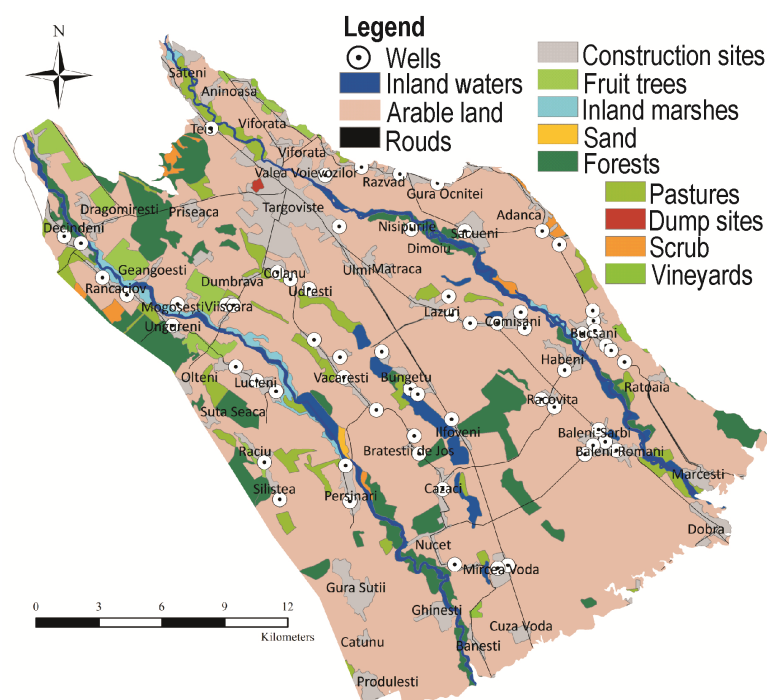 N
Legend
Wells
Inland waters
Arable land
Rouds
Construction sites
Fruit trees
Inland marshes
Sand
Forests
Pastures
Dump sites
Scrub
Vineyards
Sateni
Aninoasa
Teis
Viforata
Viforata
Valea Voievozilor
Razvad
Gura Ocnitei
Dragomiresti
Priseaca
Targoviste
Adanca
Decindeni
Nisipurile
Sacueni
Dimoiu
Geangoesti
Colanu
Ulmi
Matraca
Rancaciov
Dumbrava
Udresti
Mogosesti
Viisoara
Lazuri
Comisani
Ungureni
Bucsani
Habeni
Olteni
Lucieni
Vacaresti
Bungetu
Ratoaia
Suta Seaca
Racovita
Ilfoveni
Baleni-Sarbi
Raciu
Bratestii de Jos
Baleni-Romani
Silistea
Persinari
Cazaci
Marcesti
Dobra
Nucet
Mircea Voda
Gura Sutii
Ghinesti
Cuza Voda
Catunu
Banesti
Produlesti
0 3 6 9 12
Kilometers